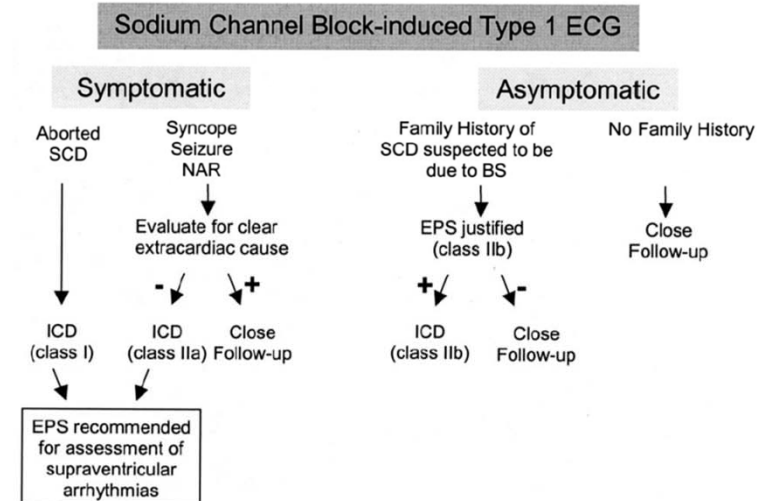 Sodium Channel Block-induced Type 1 ECG
Symptomatic
Asymptomatic
Aborted
SCD
Syncope
Seizure
NAR
Family History of
SCD suspected to be
due to BS
No Family History
Evaluate for clear
extracardiac cause
EPS justified
(class IIb)
Close
Follow-up
-
+
+
-
ICD
(class I)
ICD
(class IIa)
Close
Follow-up
ICD
(class IIb)
Close
Follow-up
EPS recommended
for assessment of
supraventricular
arrhythmias